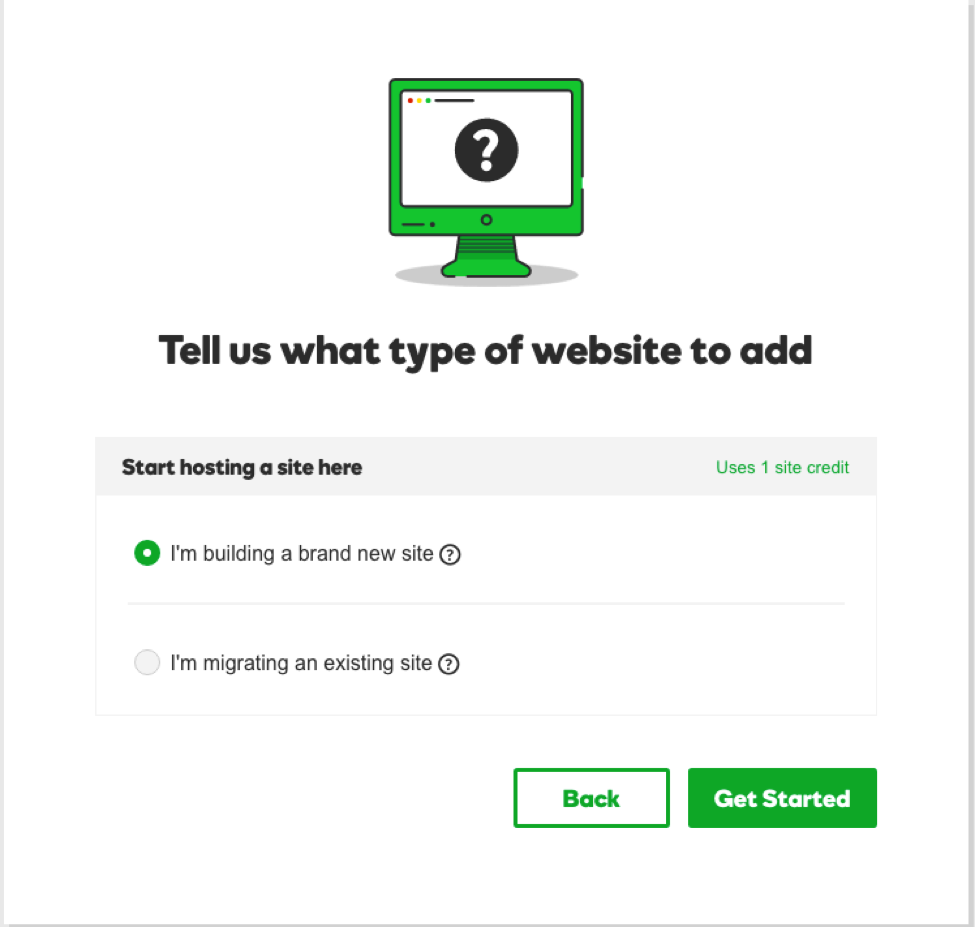 ?
Tell us what type of website to add
Start hosting a site here
Uses 1 site credit
I'm building a brand new site ?
I'm migrating an existing site ?
Back
Get Started